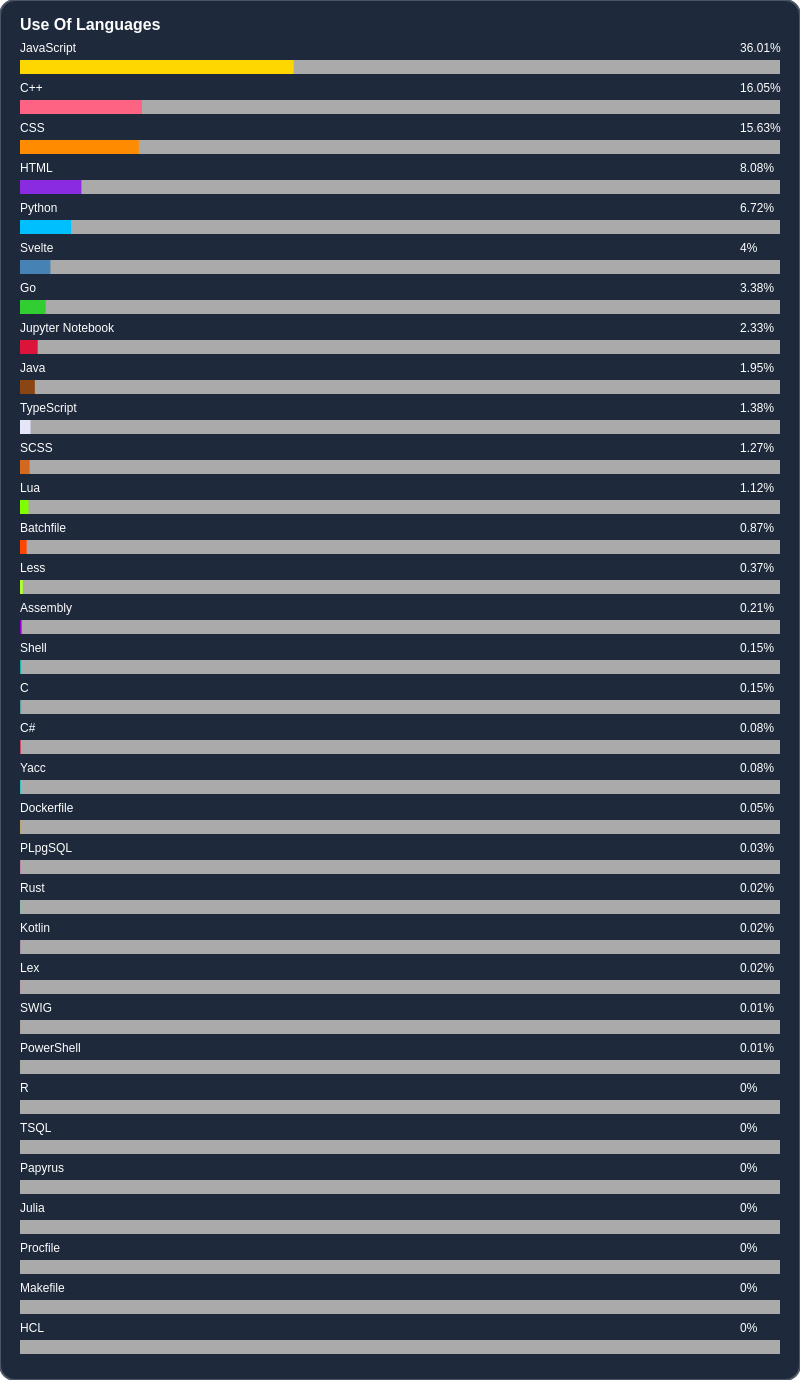 Use Of Languages
JavaScript 36.01%
C++ 16.05%
CSS 15.63%
HTML 8.08%
Python 6.72%
Svelte 4%
Go 3.38%
Jupyter Notebook 2.33%
Java 1.95%
TypeScript 1.38%
SCSS 1.27%
Lua 1.12%
Batchfile 0.87%
Less 0.37%
Assembly 0.21%
Shell 0.15%
C 0.15%
C# 0.08%
Yacc 0.08%
Dockerfile 0.05%
PLpgSQL 0.03%
Rust 0.02%
Kotlin 0.02%
Lex 0.02%
SWIG 0.01%
PowerShell 0.01%
R 0%
TSQL 0%
Papyrus 0%
Julia 0%
Procfile 0%
Makefile 0%
HCL 0%